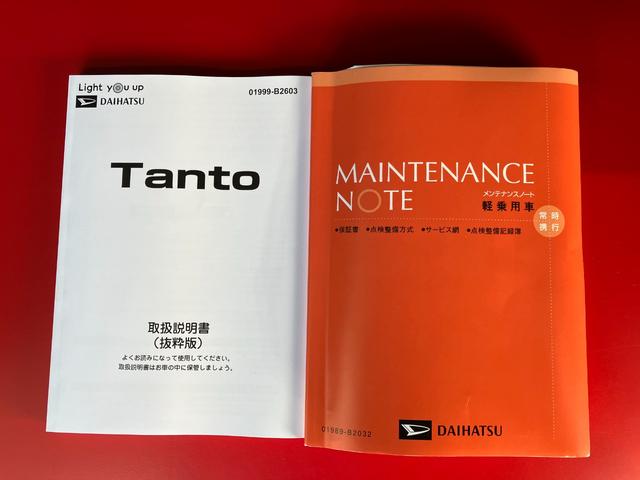 Light you up
DAIHATSU
01999-B2603
Tanto
取扱説明書
（抜粋版）
よくお読みになって使用してください。
取扱説明書はお車の中に保管しましょう。
MAINTENANCE
NOTE
メンテナンスノート
軽乗用車
常時
携行
●保証書 ●点検整備方式 ●サービス網 ●点検整備記録簿
01989-B2032
DAIHATSU